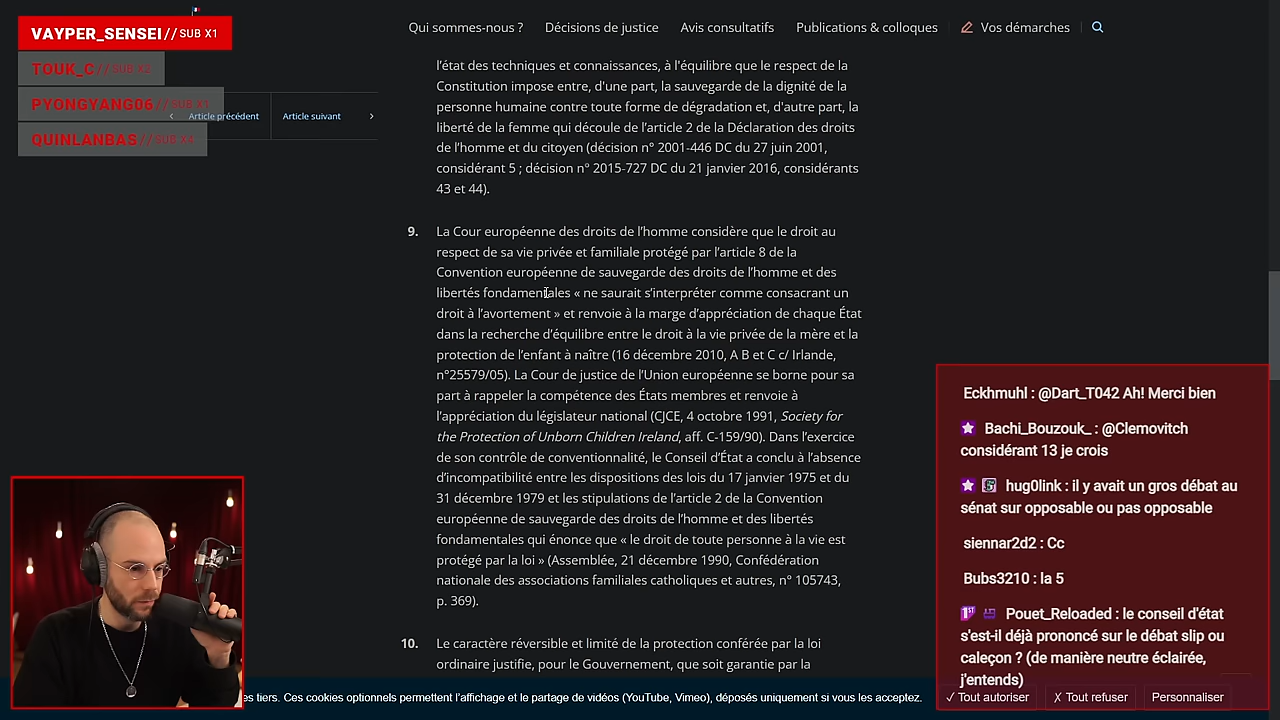 VAYPER_SENSEI//SUB X1
TOUK_C//SUB X2
PYONGYANG06//SUB X1
QUINLANBAS//SUB X4
Qui sommes-nous ? Décisions de justice Avis consultatifs Publications & colloques Vos démarches
‹ Article précédent Article suivant ›
l'état des techniques et connaissances, à l'équilibre que le respect de la
Constitution impose entre, d'une part, la sauvegarde de la dignité de la
personne humaine contre toute forme de dégradation et, d'autre part, la
liberté de la femme qui découle de l'article 2 de la Déclaration des droits
de l'homme et du citoyen (décision n° 2001-446 DC du 27 juin 2001,
considérant 5 ; décision n° 2015-727 DC du 21 janvier 2016, considérants
43 et 44).
9. La Cour européenne des droits de l'homme considère que le droit au
respect de sa vie privée et familiale protégé par l'article 8 de la
Convention européenne de sauvegarde des droits de l'homme et des
libertés fondamentales « ne saurait s'interpréter comme consacrant un
droit à l'avortement » et renvoie à la marge d'appréciation de chaque État
dans la recherche d'équilibre entre le droit à la vie privée de la mère et la
protection de l'enfant à naître (16 décembre 2010, A B et C c/ Irlande,
n°25579/05). La Cour de justice de l'Union européenne se borne pour sa
part à rappeler la compétence des États membres et renvoie à
l'appréciation du législateur national (CJCE, 4 octobre 1991, Society for
the Protection of Unborn Children Ireland, aff. C-159/90). Dans l'exercice
de son contrôle de conventionnalité, le Conseil d'État a conclu à l'absence
d'incompatibilité entre les dispositions des lois du 17 janvier 1975 et du
31 décembre 1979 et les stipulations de l'article 2 de la Convention
européenne de sauvegarde des droits de l'homme et des libertés
fondamentales qui énonce que « le droit de toute personne à la vie est
protégé par la loi » (Assemblée, 21 décembre 1990, Confédération
nationale des associations familiales catholiques et autres, n° 105743,
p. 369).
10. Le caractère réversible et limité de la protection conférée par la loi
ordinaire justifie, pour le Gouvernement, que soit garantie par la
Eckhmuhl : @Dart_T042 Ah! Merci bien
Bachi_Bouzouk_ : @Clemovitch
considérant 13 je crois
hug0link : il y avait un gros débat au
sénat sur opposable ou pas opposable
siennar2d2 : Cc
Bubs3210 : la 5
1ST Pouet_Reloaded : le conseil d'état
s'est-il déjà prononcé sur le débat slip ou
caleçon ? (de manière neutre éclairée,
j'entends)
es tiers. Ces cookies optionnels permettent l'affichage et le partage de vidéos (YouTube, Vimeo), déposés uniquement si vous les acceptez.
✓ Tout autoriser ✗ Tout refuser Personnaliser